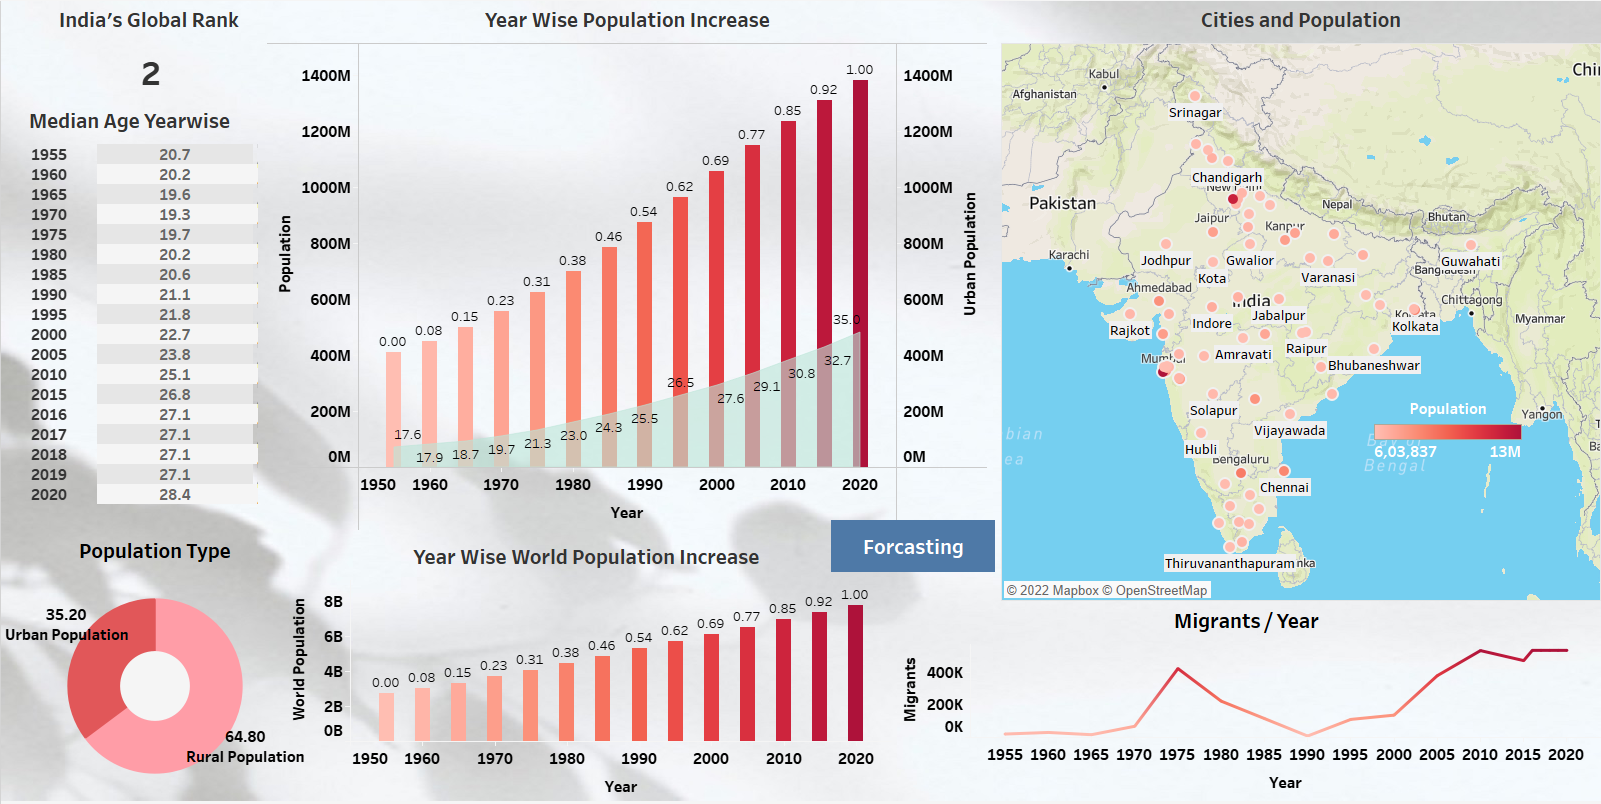 India's Global Rank
2
Median Age Yearwise
1955 20.7
1960 20.2
1965 19.6
1970 19.3
1975 19.7
1980 20.2
1985 20.6
1990 21.1
1995 21.8
2000 22.7
2005 23.8
2010 25.1
2015 26.8
2016 27.1
2017 27.1
2018 27.1
2019 27.1
2020 28.4
Population Type
35.20
Urban Population
64.80
Rural Population
Year Wise Population Increase
Population
1400M
1200M
1000M
800M
600M
400M
200M
0M
0.00 0.08 0.15 0.23 0.31 0.38 0.46 0.54 0.62 0.69 0.77 0.85 0.92 1.00
17.6 17.9 18.7 19.7 21.3 23.0 24.3 25.5 26.5 27.6 29.1 30.8 32.7 35.0
1400M
1200M
1000M
800M
600M
400M
200M
0M
Urban Population
1950 1960 1970 1980 1990 2000 2010 2020
Year
Forcasting
Year Wise World Population Increase
World Population
8B
6B
4B
2B
0B
0.00 0.08 0.15 0.23 0.31 0.38 0.46 0.54 0.62 0.69 0.77 0.85 0.92 1.00
1950 1960 1970 1980 1990 2000 2010 2020
Year
Cities and Population
Kabul
Afghanistan
Srinagar
Chandigarh
Pakistan
Nepal
Bhutan
Jaipur
Kanpur
Karachi
Jodhpur
Gwalior
Guwahati
Bangladesh
Kota
Varanasi
Ahmedabad
India
Chittagong
Rajkot
Indore
Jabalpur
Kolkata
Myanmar
Mumbai
Amravati
Raipur
Bhubaneshwar
Solapur
Vijayawada
Yangon
Hubli
Bengaluru
Chennai
Thiruvananthapuram
Population
6,03,837 13M
Bay of
Bengal
© 2022 Mapbox © OpenStreetMap
Migrants / Year
Migrants
400K
200K
0K
1955 1960 1965 1970 1975 1980 1985 1990 1995 2000 2005 2010 2015 2020
Year